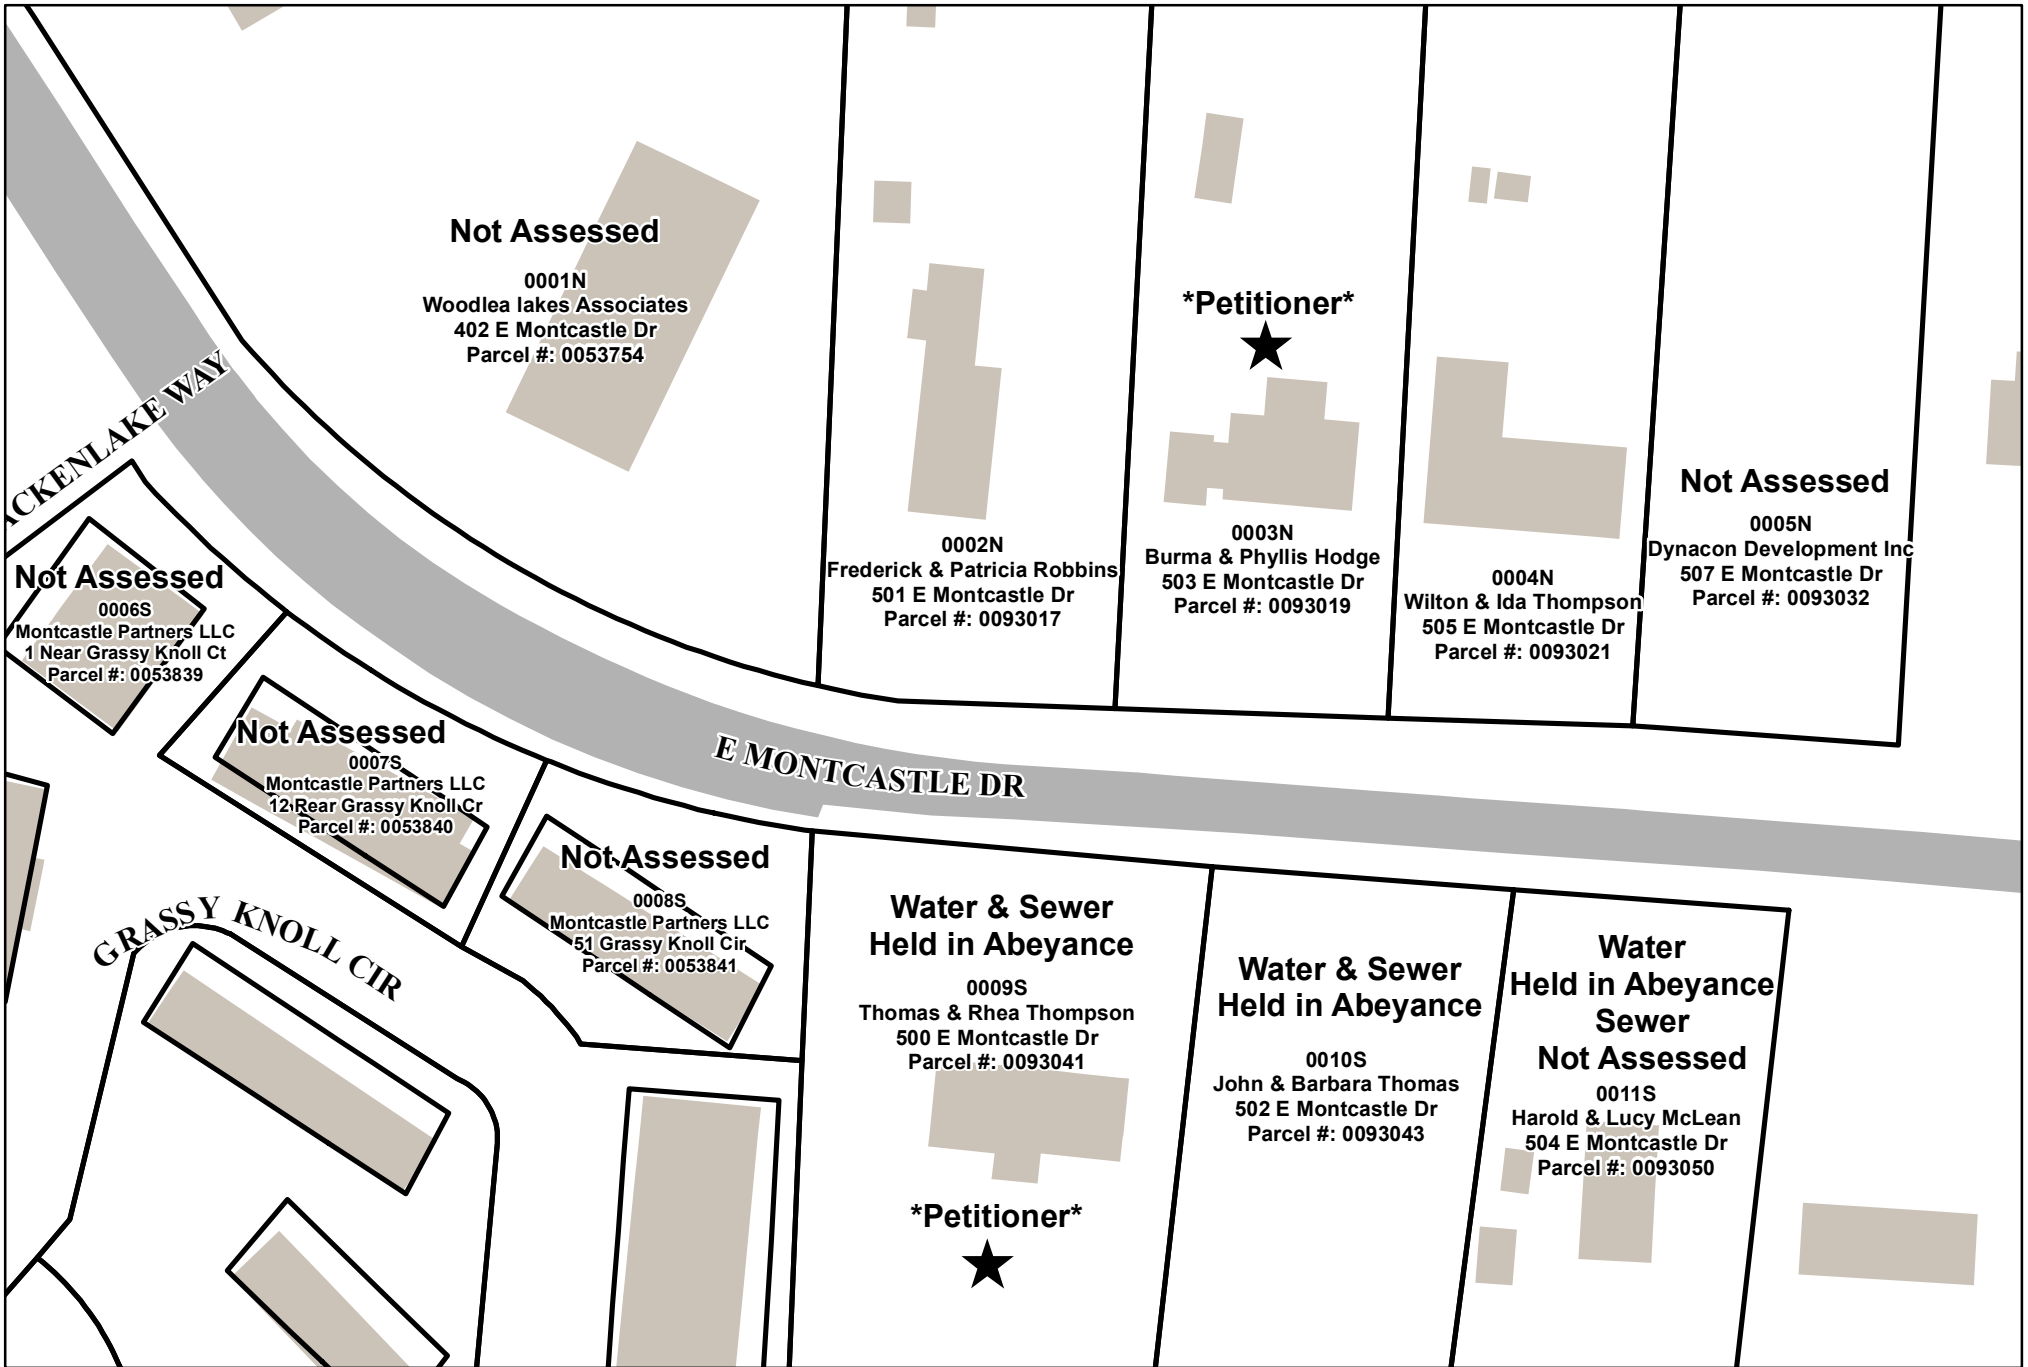 Not Assessed
0001N
Woodlea lakes Associates
402 E Montcastle Dr
Parcel #: 0053754
*Petitioner*
0002N
Frederick & Patricia Robbins
501 E Montcastle Dr
Parcel #: 0093017
0003N
Burma & Phyllis Hodge
503 E Montcastle Dr
Parcel #: 0093019
0004N
Wilton & Ida Thompson
505 E Montcastle Dr
Parcel #: 0093021
Not Assessed
0005N
Dynacon Development Inc
507 E Montcastle Dr
Parcel #: 0093032
ACKENLAKE WAY
Not Assessed
0006S
Montcastle Partners LLC
1 Near Grassy Knoll Ct
Parcel #: 0053839
Not Assessed
0007S
Montcastle Partners LLC
12 Rear Grassy Knoll Cr
Parcel #: 0053840
E MONTCASTLE DR
Not Assessed
0008S
Montcastle Partners LLC
51 Grassy Knoll Cir
Parcel #: 0053841
GRASSY KNOLL CIR
Water & Sewer
Held in Abeyance
0009S
Thomas & Rhea Thompson
500 E Montcastle Dr
Parcel #: 0093041
*Petitioner*
Water & Sewer
Held in Abeyance
0010S
John & Barbara Thomas
502 E Montcastle Dr
Parcel #: 0093043
Water
Held in Abeyance
Sewer
Not Assessed
0011S
Harold & Lucy McLean
504 E Montcastle Dr
Parcel #: 0093050